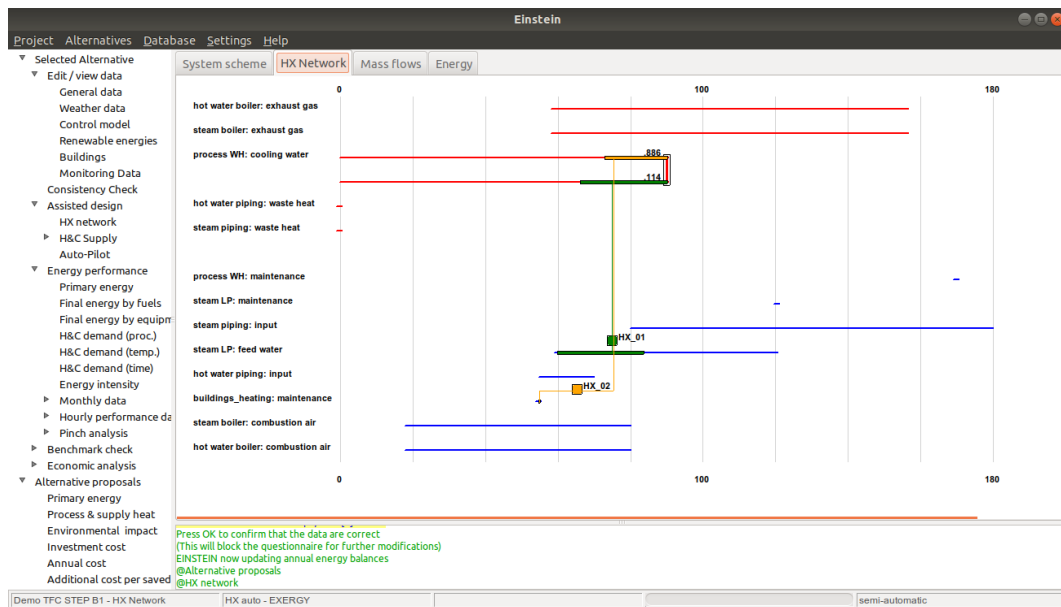 Einstein
Project Alternatives Database Settings Help
Selected Alternative
Edit / view data
General data
Weather data
Control model
Renewable energies
Buildings
Monitoring Data
Consistency Check
Assisted design
HX network
H&C Supply
Auto-Pilot
Energy performance
Primary energy
Final energy by fuels
Final energy by equipm
H&C demand (proc.)
H&C demand (temp.)
H&C demand (time)
Energy intensity
Monthly data
Hourly performance da
Pinch analysis
Benchmark check
Economic analysis
Alternative proposals
Primary energy
Process & supply heat
Environmental impact
Investment cost
Annual cost
Additional cost per saved
System scheme HX Network Mass flows Energy
0 100 180
hot water boiler: exhaust gas
steam boiler: exhaust gas
process WH: cooling water
.886
.114
hot water piping: waste heat
steam piping: waste heat
process WH: maintenance
steam LP: maintenance
steam piping: input
HX_01
steam LP: feed water
hot water piping: input
HX_02
buildings_heating: maintenance
steam boiler: combustion air
hot water boiler: combustion air
0 100 180
Press OK to confirm that the data are correct
(This will block the questionnaire for further modifications)
EINSTEIN now updating annual energy balances
@Alternative proposals
@HX network
Demo TFC STEP B1 - HX Network HX auto - EXERGY semi-automatic